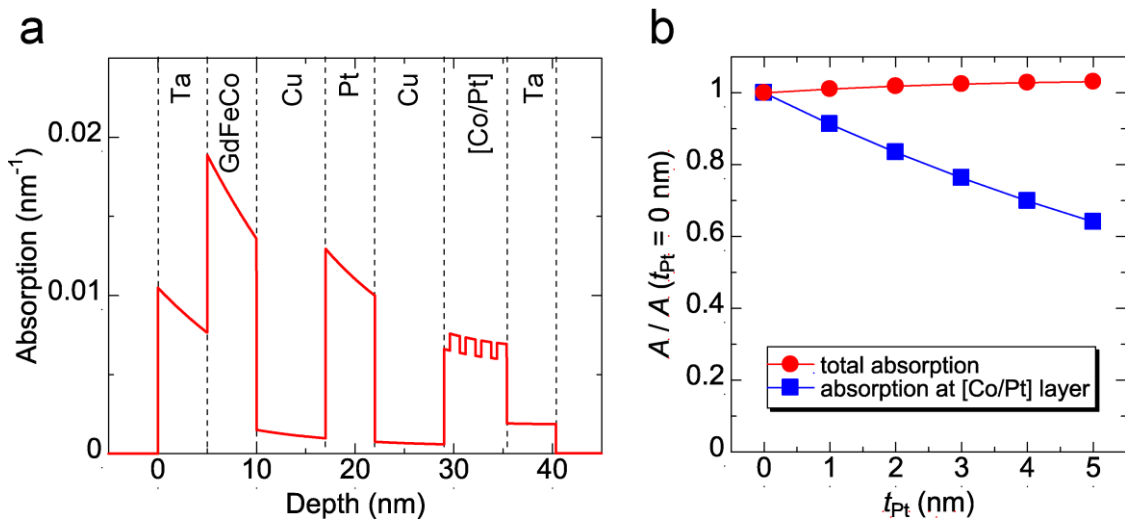 a
Ta
GdFeCo
Cu
Pt
Cu
[Co/Pt]
Ta
0.02
0.01
0
Absorption (nm⁻¹)
0
10
20
30
40
Depth (nm)
b
1
0.8
0.6
0.4
0.2
0
A / A (tPt = 0 nm)
total absorption
absorption at [Co/Pt] layer
0
1
2
3
4
5
tPt (nm)